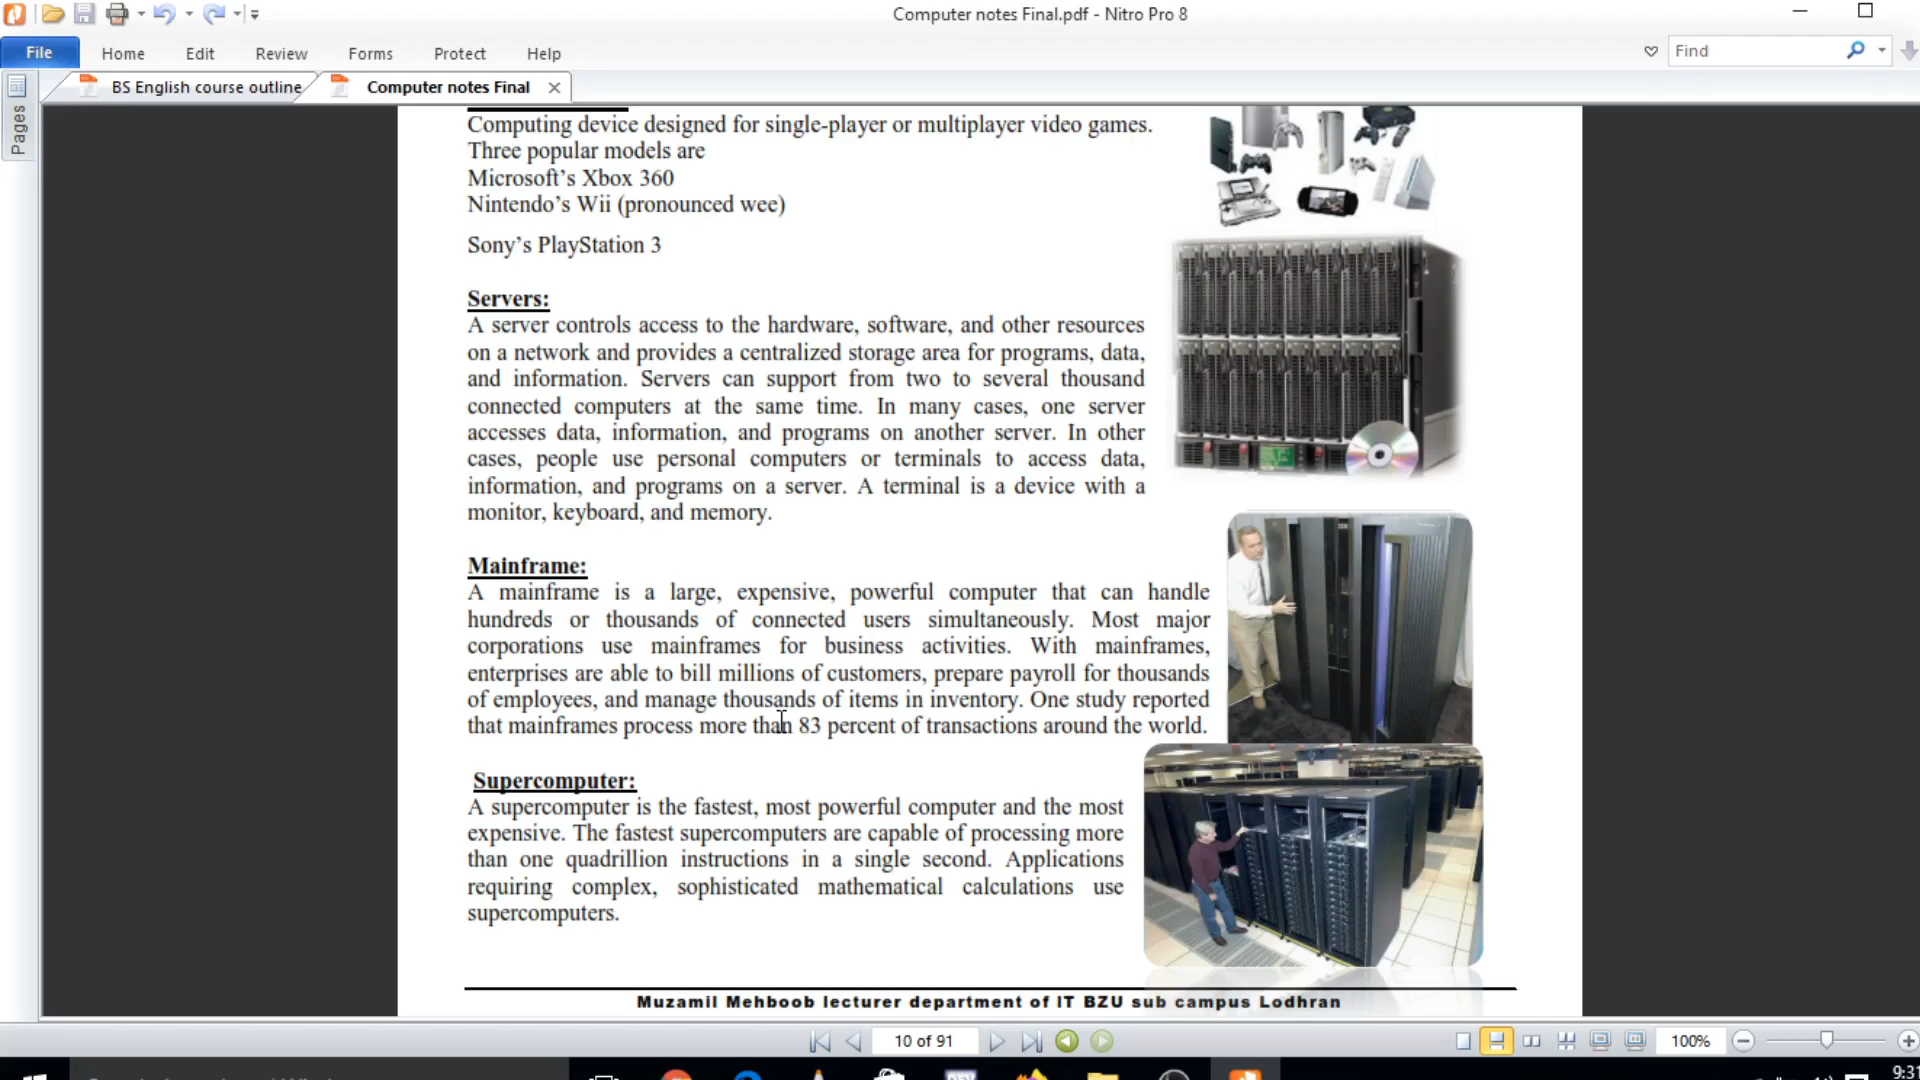 Computer notes Final.pdf - Nitro Pro 8
File Home Edit Review Forms Protect Help Find
BS English course outline Computer notes Final
Pages
Computing device designed for single-player or multiplayer video games.
Three popular models are
Microsoft’s Xbox 360
Nintendo’s Wii (pronounced wee)
Sony’s PlayStation 3
Servers:
A server controls access to the hardware, software, and other resources
on a network and provides a centralized storage area for programs, data,
and information. Servers can support from two to several thousand
connected computers at the same time. In many cases, one server
accesses data, information, and programs on another server. In other
cases, people use personal computers or terminals to access data,
information, and programs on a server. A terminal is a device with a
monitor, keyboard, and memory.
Mainframe:
A mainframe is a large, expensive, powerful computer that can handle
hundreds or thousands of connected users simultaneously. Most major
corporations use mainframes for business activities. With mainframes,
enterprises are able to bill millions of customers, prepare payroll for thousands
of employees, and manage thousands of items in inventory. One study reported
that mainframes process more than 83 percent of transactions around the world.
Supercomputer:
A supercomputer is the fastest, most powerful computer and the most
expensive. The fastest supercomputers are capable of processing more
than one quadrillion instructions in a single second. Applications
requiring complex, sophisticated mathematical calculations use
supercomputers.
Muzamil Mehboob lecturer department of IT BZU sub campus Lodhran
10 of 91 100%